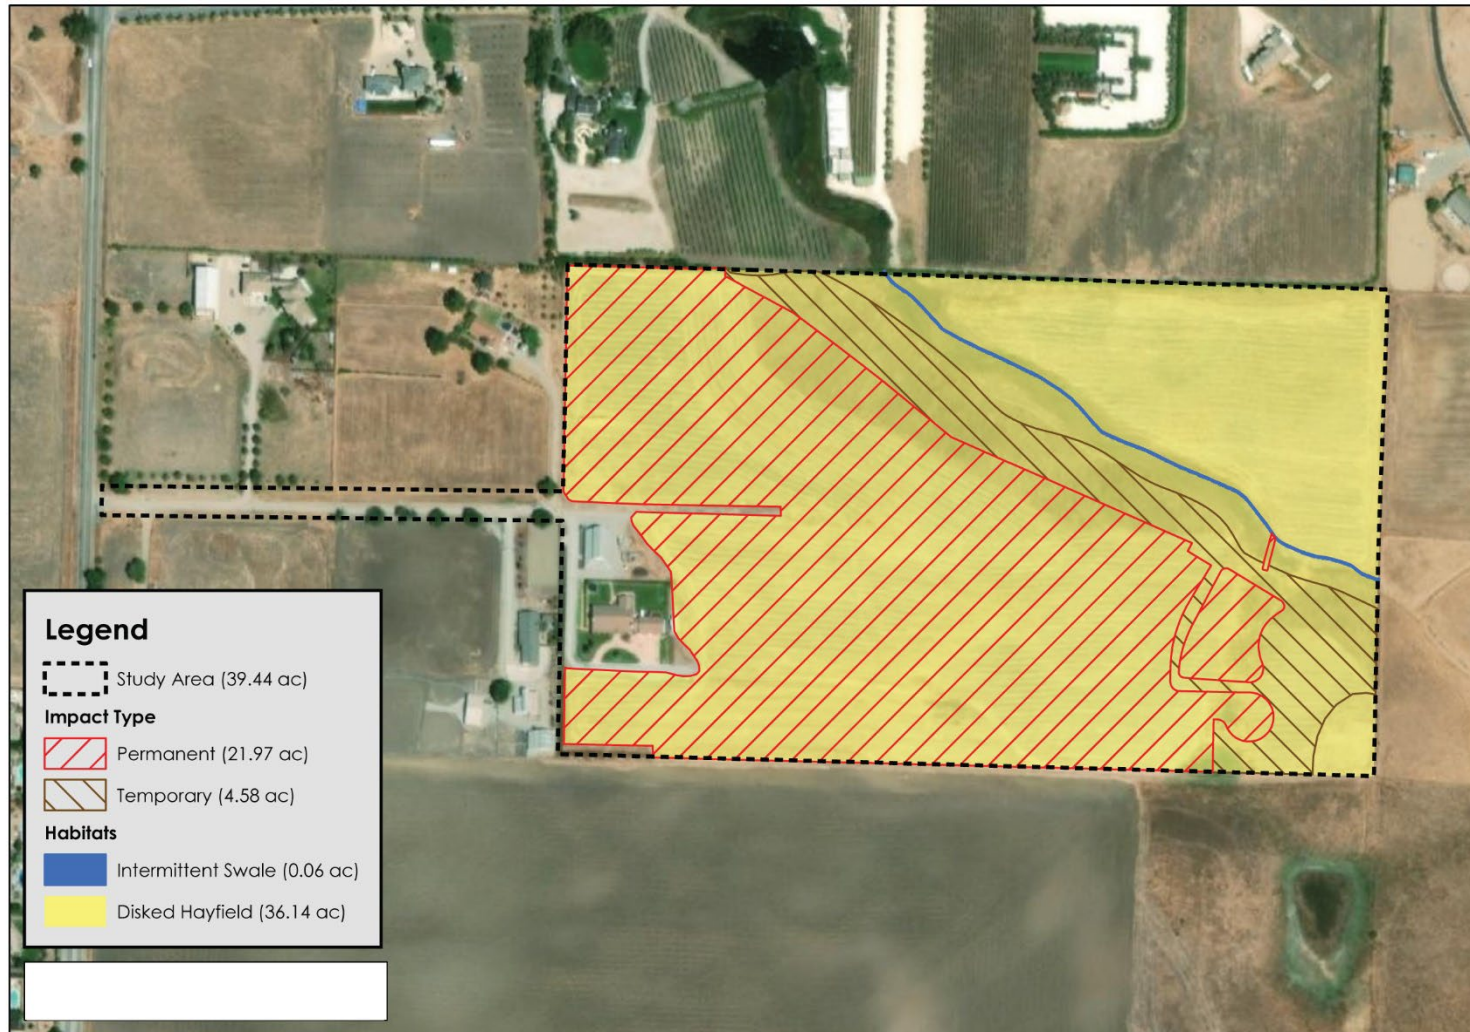 Legend
Study Area (39.44 ac)
Impact Type
Permanent (21.97 ac)
Temporary (4.58 ac)
Habitats
Intermittent Swale (0.06 ac)
Disked Hayfield (36.14 ac)